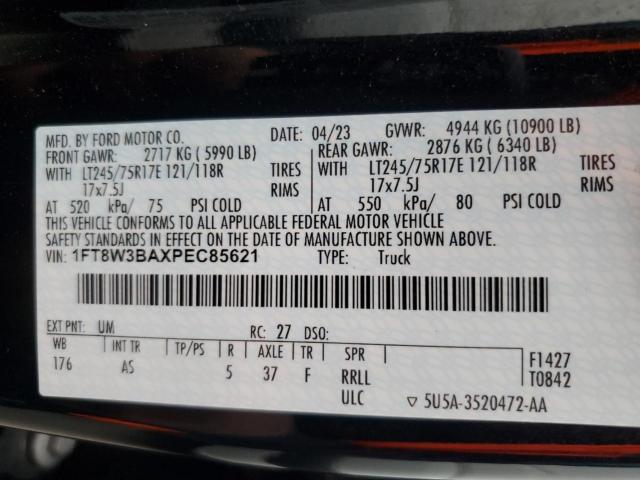 MFD. BY FORD MOTOR CO. DATE: 04/23 GVWR: 4944 KG (10900 LB)
FRONT GAWR: 2717 KG ( 5990 LB) REAR GAWR: 2876 KG ( 6340 LB)
WITH LT245/75R17E 121/118R TIRES WITH LT245/75R17E 121/118R TIRES
17x7.5J RIMS 17x7.5J RIMS
AT 520 kPa/ 75 PSI COLD AT 550 kPa/ 80 PSI COLD
THIS VEHICLE CONFORMS TO ALL APPLICABLE FEDERAL MOTOR VEHICLE
SAFETY STANDARDS IN EFFECT ON THE DATE OF MANUFACTURE SHOWN ABOVE.
VIN: 1FT8W3BAXPEC85621 TYPE: Truck
EXT PNT: UM RC: 27 DSO:
WB INT TR TP/PS R AXLE TR SPR F1427
176 AS 5 37 F RRLL T0842
ULC ▽ 5U5A-3520472-AA